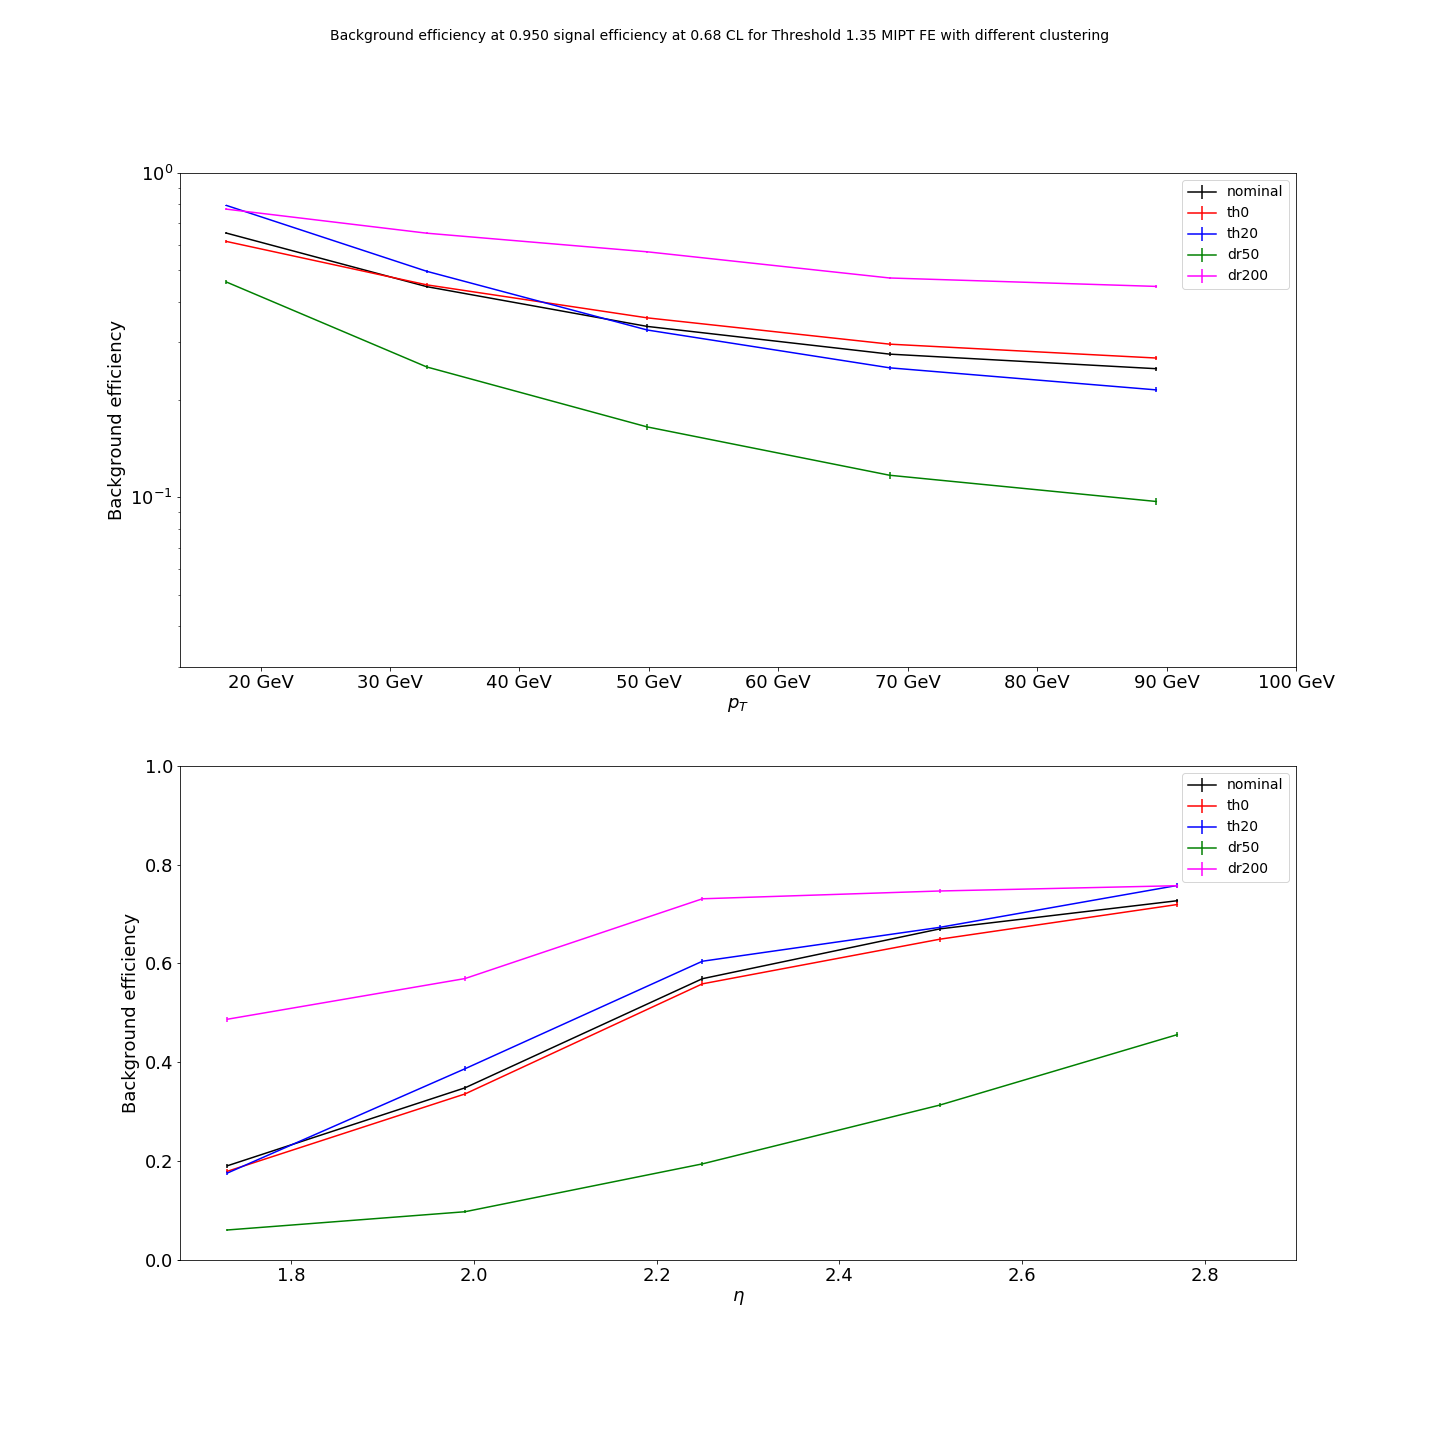 Background efficiency at 0.950 signal efficiency at 0.68 CL for Threshold 1.35 MIPT FE with different clustering
10⁰
10⁻¹
Background efficiency
nominal
th0
th20
dr50
dr200
20 GeV 30 GeV 40 GeV 50 GeV 60 GeV 70 GeV 80 GeV 90 GeV 100 GeV
p_T
1.0
0.8
0.6
0.4
0.2
0.0
Background efficiency
nominal
th0
th20
dr50
dr200
1.8 2.0 2.2 2.4 2.6 2.8
η